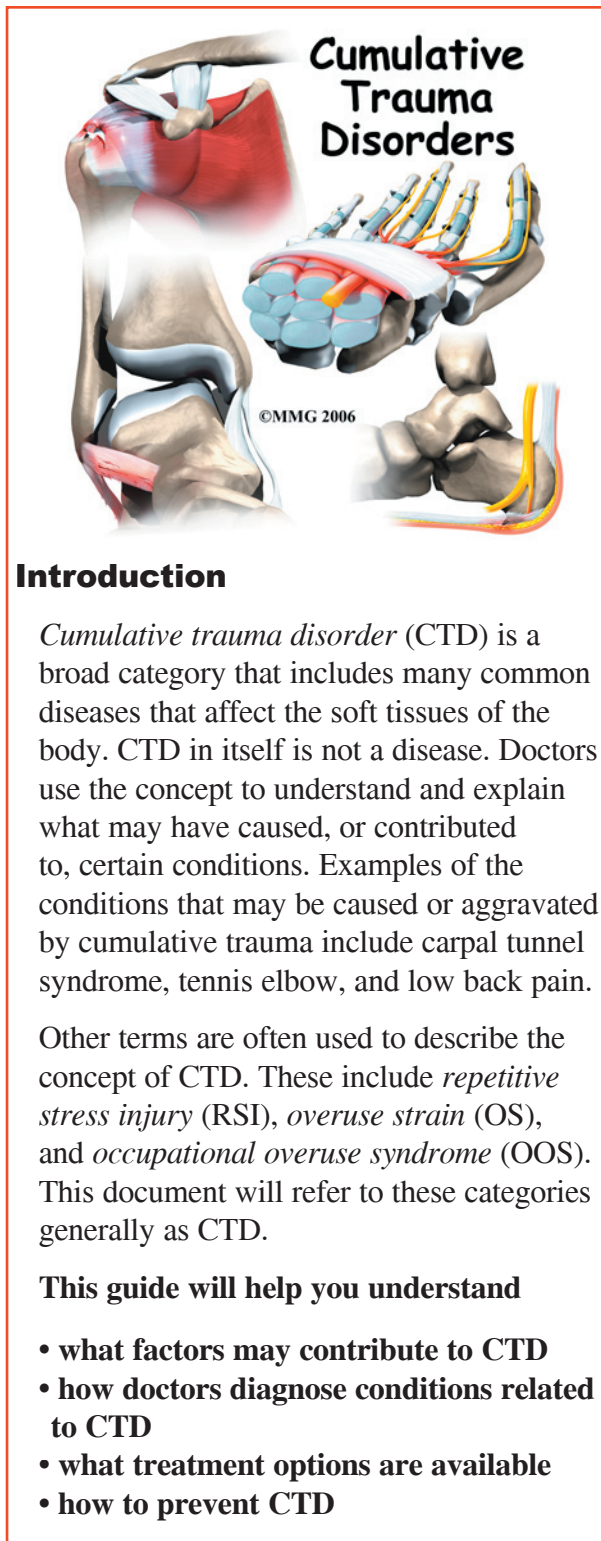 Cumulative
Trauma
Disorders
©MMG 2006
Introduction
Cumulative trauma disorder (CTD) is a
broad category that includes many common
diseases that affect the soft tissues of the
body. CTD in itself is not a disease. Doctors
use the concept to understand and explain
what may have caused, or contributed
to, certain conditions. Examples of the
conditions that may be caused or aggravated
by cumulative trauma include carpal tunnel
syndrome, tennis elbow, and low back pain.
Other terms are often used to describe the
concept of CTD. These include repetitive
stress injury (RSI), overuse strain (OS),
and occupational overuse syndrome (OOS).
This document will refer to these categories
generally as CTD.
This guide will help you understand
• what factors may contribute to CTD
• how doctors diagnose conditions related
to CTD
• what treatment options are available
• how to prevent CTD